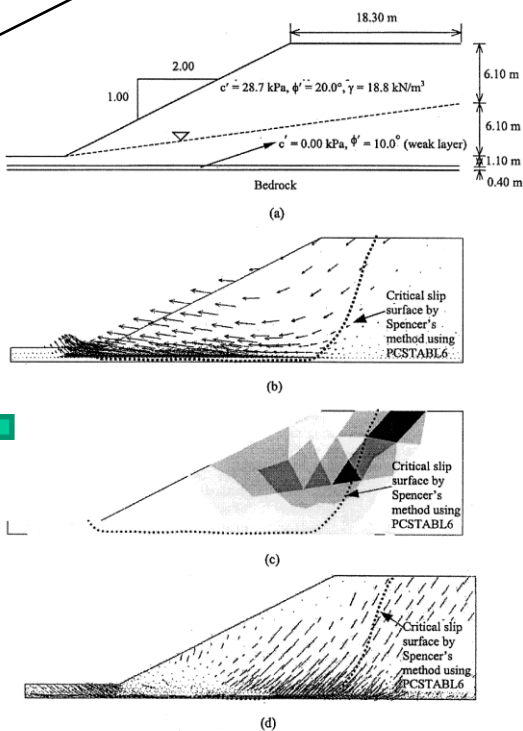 18.30 m
2.00
1.00
c' = 28.7 kPa, ϕ' = 20.0°, γ = 18.8 kN/m³
6.10 m
6.10 m
c' = 0.00 kPa, ϕ' = 10.0° (weak layer)
1.10 m
0.40 m
Bedrock
(a)
Critical slip
surface by
Spencer's
method using
PCSTABL6
(b)
Critical slip
surface by
Spencer's
method using
PCSTABL6
(c)
Critical slip
surface by
Spencer's
method using
PCSTABL6
(d)